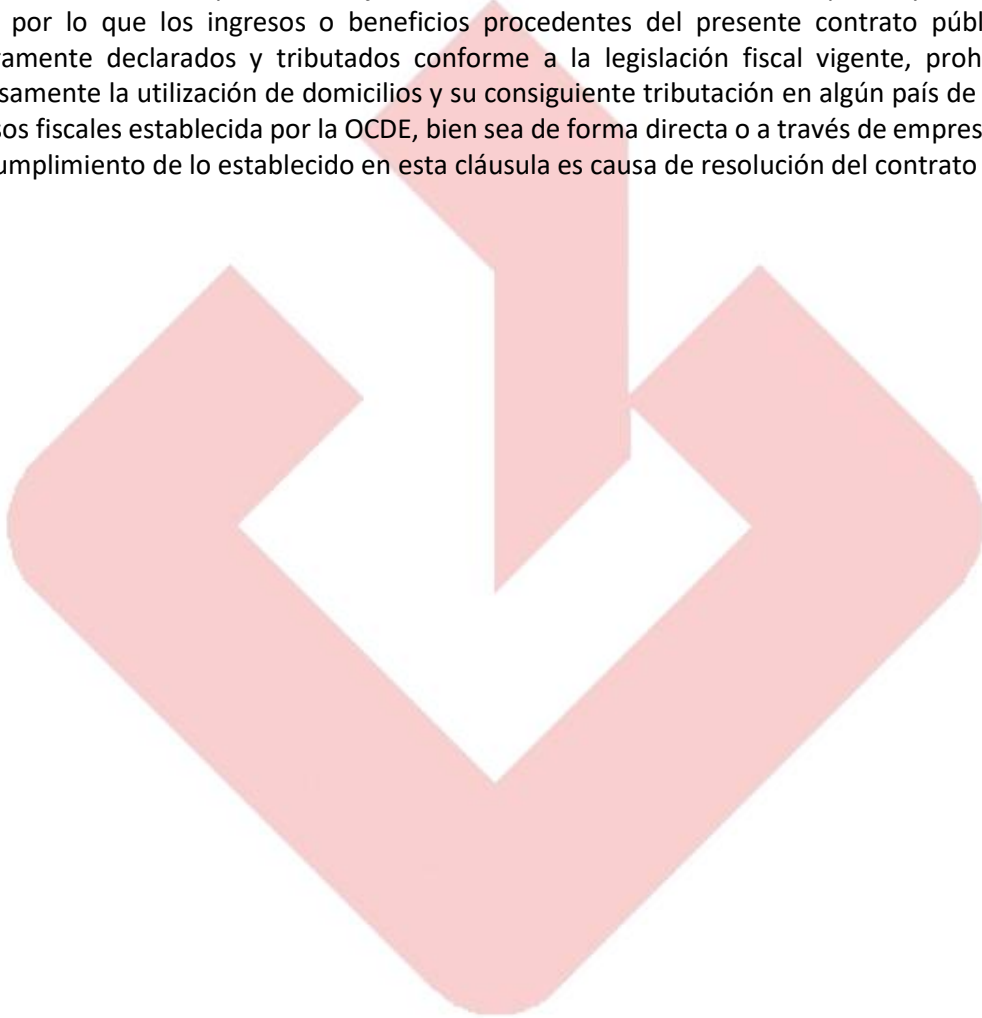 por lo que los ingresos o beneficios procedentes del presente contrato públ
ramente declarados y tributados conforme a la legislación fiscal vigente, proh
samente la utilización de domicilios y su consiguiente tributación en algún país de
sos fiscales establecida por la OCDE, bien sea de forma directa o a través de empres
cumplimiento de lo establecido en esta cláusula es causa de resolución del contrato